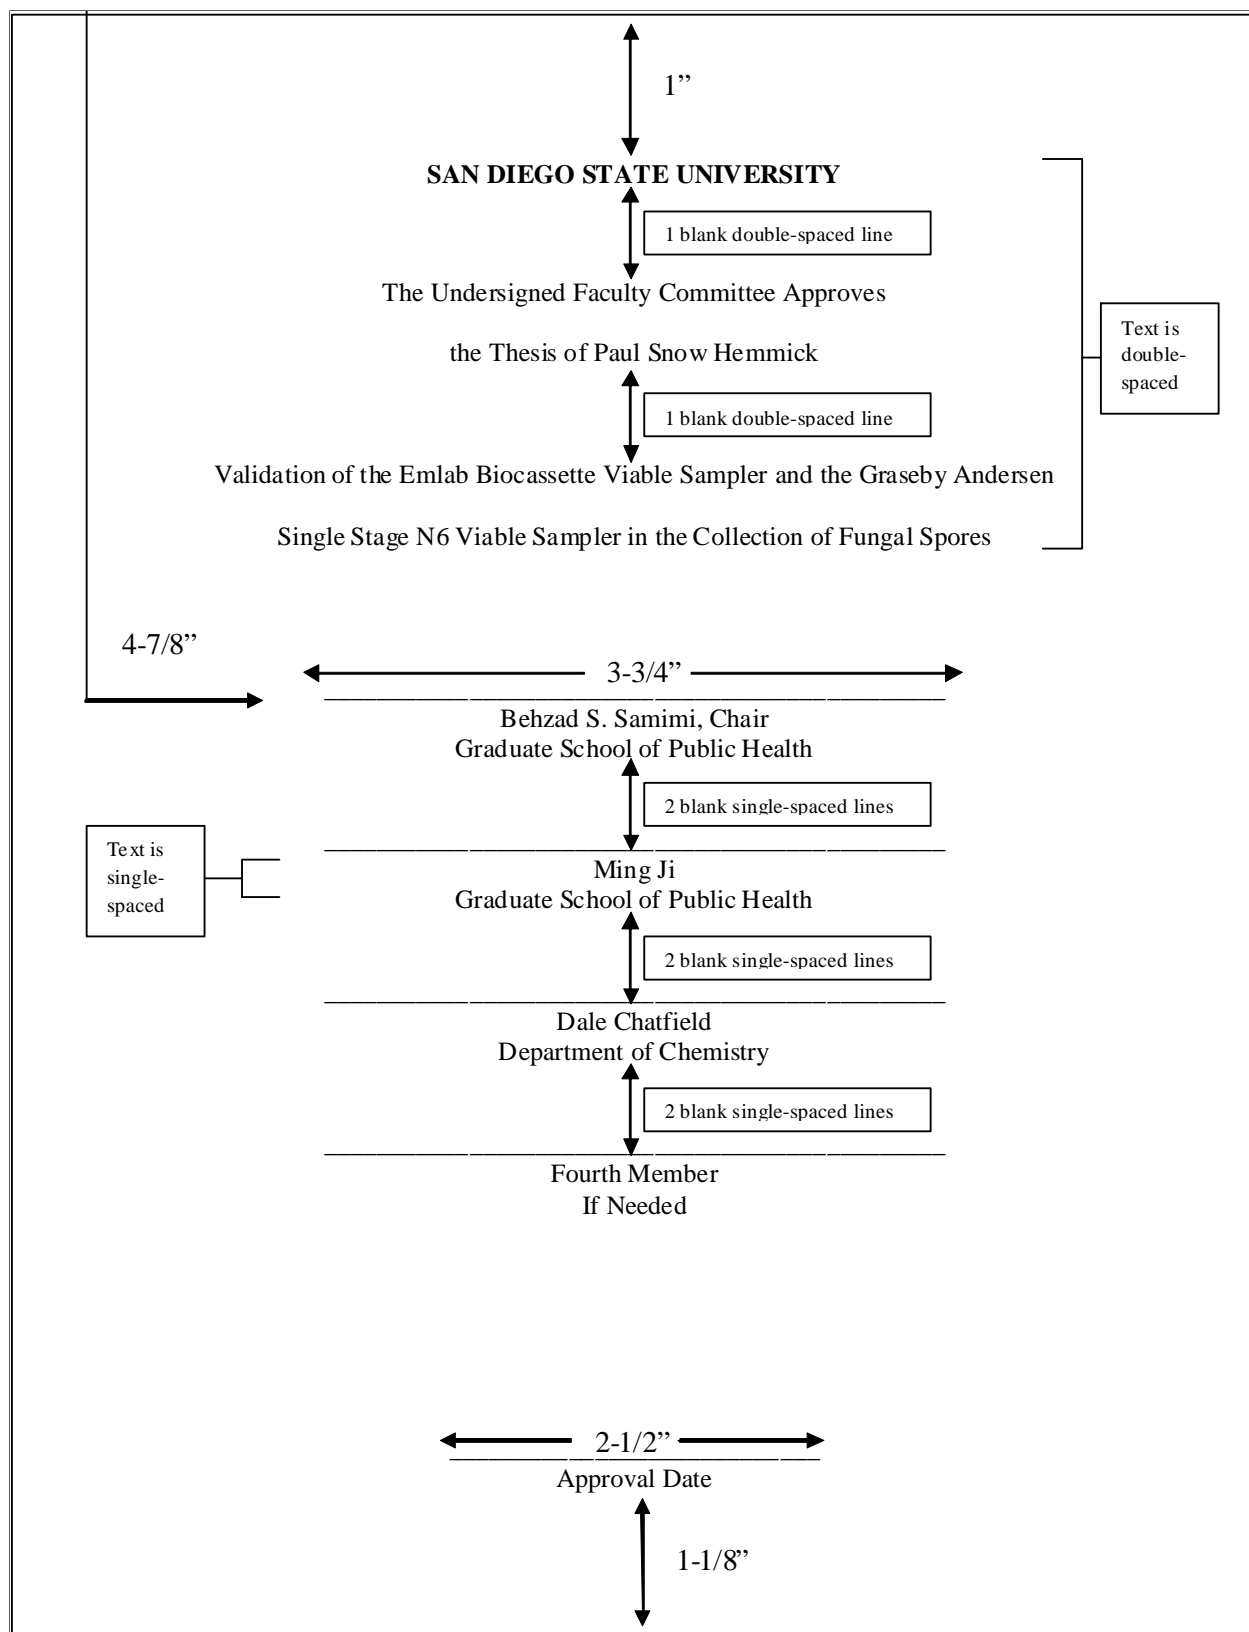 1”
SAN DIEGO STATE UNIVERSITY
1 blank double-spaced line
The Undersigned Faculty Committee Approves
the Thesis of Paul Snow Hemmick
Text is
double-
spaced
1 blank double-spaced line
Validation of the Emlab Biocassette Viable Sampler and the Graseby Andersen
Single Stage N6 Viable Sampler in the Collection of Fungal Spores
4-7/8”
3-3/4”
Behzad S. Samimi, Chair
Graduate School of Public Health
2 blank single-spaced lines
Text is
single-
spaced
Ming Ji
Graduate School of Public Health
2 blank single-spaced lines
Dale Chatfield
Department of Chemistry
2 blank single-spaced lines
Fourth Member
If Needed
2-1/2”
Approval Date
1-1/8”